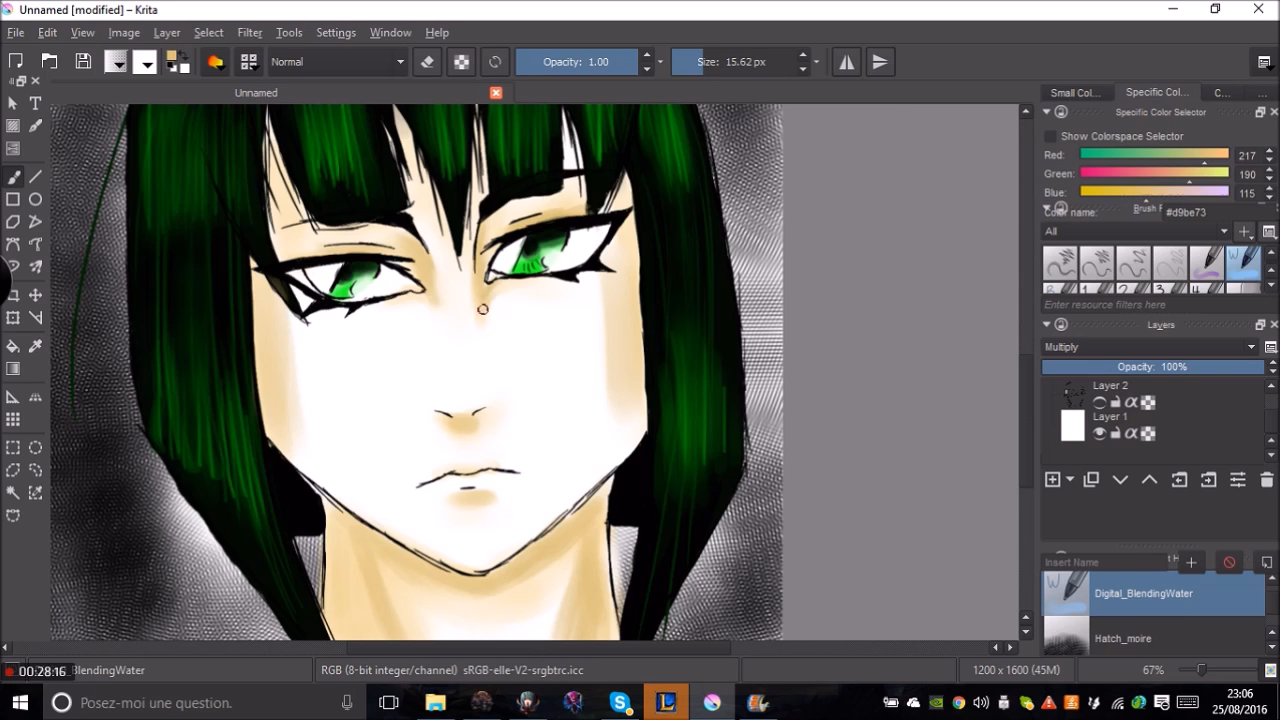 Unnamed [modified] – Krita
File Edit View Image Layer Select Filter Tools Settings Window Help
Normal Opacity: 1.00 Size: 15.62 px
Unnamed
Small Col... Specific Col... C... ...
Specific Color Selector
Show Colorspace Selector
Red: 217
Green: 190
Blue: 115
Color name: #d9be73
All
Enter resource filters
Layers
Multiply
Opacity: 100%
Layer 2
Layer 1
Insert Name
Digital_BlendingWater
Hatch_moire
00:28:16 BlendingWater RGB (8-bit integer/channel) sRGB-elle-V2-srgbtrc.icc 1200 x 1600 (45M) 67%
Posez-moi une question.
23:06
25/08/2016